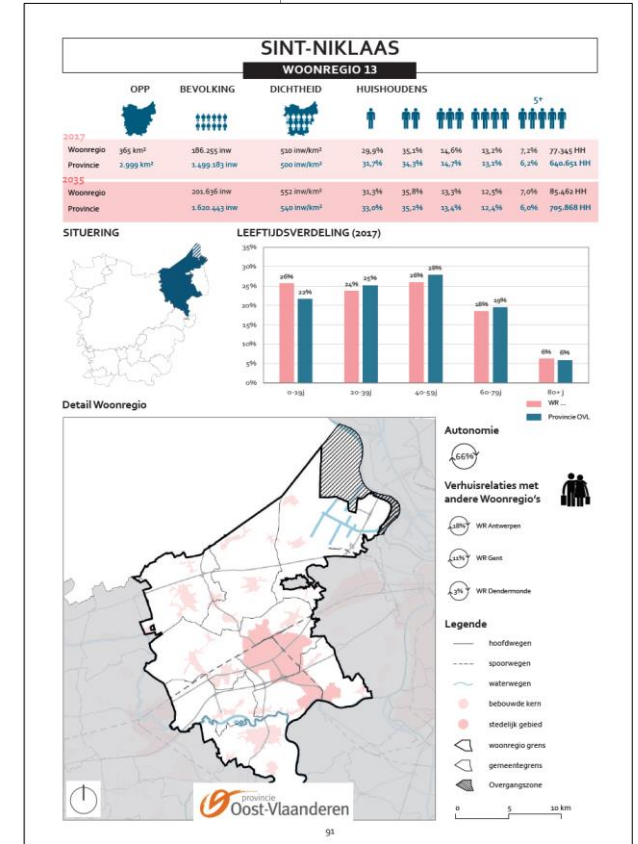 SINT-NIKLAAS
WOONREGIO 13
OPP BEVOLKING DICHTHEID HUISHOUDENS
5+
2017
Woonregio 365 km² 186.255 inw 510 inw/km² 29,9% 35,1% 14,6% 13,2% 7,2% 77.345 HH
Provincie 2.999 km² 1.499.183 inw 500 inw/km² 31,7% 34,3% 14,7% 13,1% 6,2% 640.651 HH
2035
Woonregio 201.636 inw 552 inw/km² 31,3% 35,8% 13,3% 12,5% 7,0% 85.462 HH
Provincie 1.620.443 inw 540 inw/km² 33,0% 35,2% 13,4% 12,4% 6,0% 705.868 HH
SITUERING
LEEFTIJDSVERDELING (2017)
35%
30%
25%
20%
15%
10%
5%
0%
26% 22% 24% 25% 26% 28% 18% 19% 6% 6%
0-19j 20-39j 40-59j 60-79j 80+ j
WR ...
Provincie OVL
Detail Woonregio
Autonomie
66%
Verhuisrelaties met
andere Woonregio's
18% WR Antwerpen
11% WR Gent
3% WR Dendermonde
Legende
hoofdwegen
spoorwegen
waterwegen
bebouwde kern
stedelijk gebied
woonregio grens
gemeentegrens
Overgangszone
0 5 10 km
provincie
Oost-Vlaanderen
91